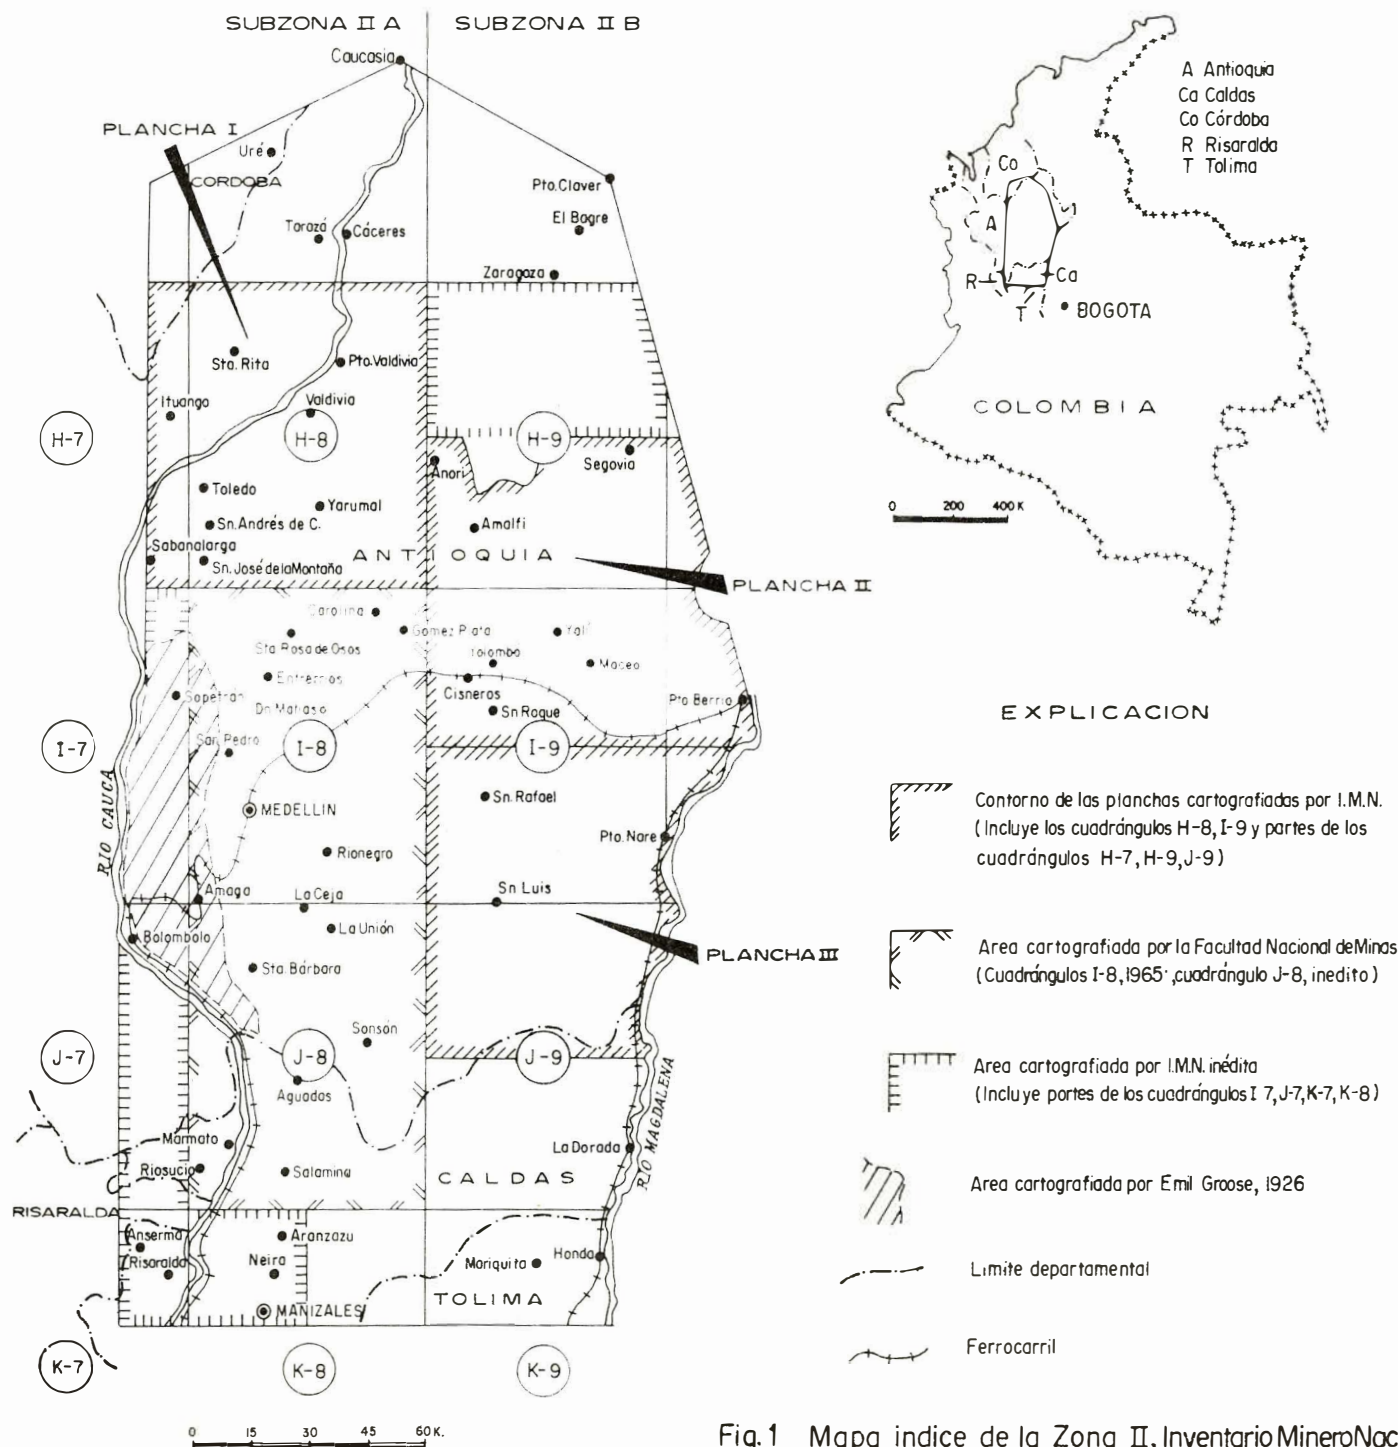 SUBZONA II A
SUBZONA II B
Caucasia
PLANCHA I
Uré
CORDOBA
Pto. Claver
El Bagre
Tarazá
Cáceres
Zaragoza
Sta. Rita
Pto. Valdivia
Ituango
Valdivia
H-7
H-8
H-9
Anorí
Segovia
Toledo
Yarumal
Sn. Andrés de C.
Amalfi
Sabanalarga
ANTIOQUIA
Sn. José de la Montaña
PLANCHA II
Carolina
Gomez Plata
Yalí
Sta. Rosa de Osos
Yolombo
Maceo
Entrerrios
Cisneros
Sopetran
Pto. Berrio
Dn. Matias
Sn Roque
San Pedro
I-7
I-8
I-9
RIO CAUCA
Sn. Rafael
MEDELLIN
Pto. Nare
Rionegro
Amaga
La Ceja
Sn Luis
Bolombolo
La Unión
PLANCHA III
Sta. Bárbara
Sonsón
J-7
J-8
J-9
Aguadas
RIO MAGDALENA
Marmato
La Dorada
Riosucio
Salamina
CALDAS
RISARALDA
Anserma
Aranzazu
Risaralda
Neira
Mariquita
Honda
MANIZALES
TOLIMA
K-7
K-8
K-9
0 15 30 45 60 K.
A Antioquia
Ca Caldas
Co Córdoba
R Risaralda
T Tolima
Co
A
R
Ca
T
BOGOTA
COLOMBIA
0 200 400 K
EXPLICACION
Contorno de las planchas cartografiadas por I.M.N.
(Incluye los cuadrángulos H-8, I-9 y partes de los
cuadrángulos H-7, H-9, J-9)
Area cartografiada por la Facultad Nacional de Minas
(Cuadrángulos I-8, 1965·, cuadrángulo J-8, inedito)
Area cartografiada por I.M.N. inédita
(Incluye partes de los cuadrángulos I 7, J-7, K-7, K-8)
Area cartografiada por Emil Groose, 1926
Limite departamental
Ferrocarril
Fig. 1 Mapa indice de la Zona II. Inventario Minero Nac